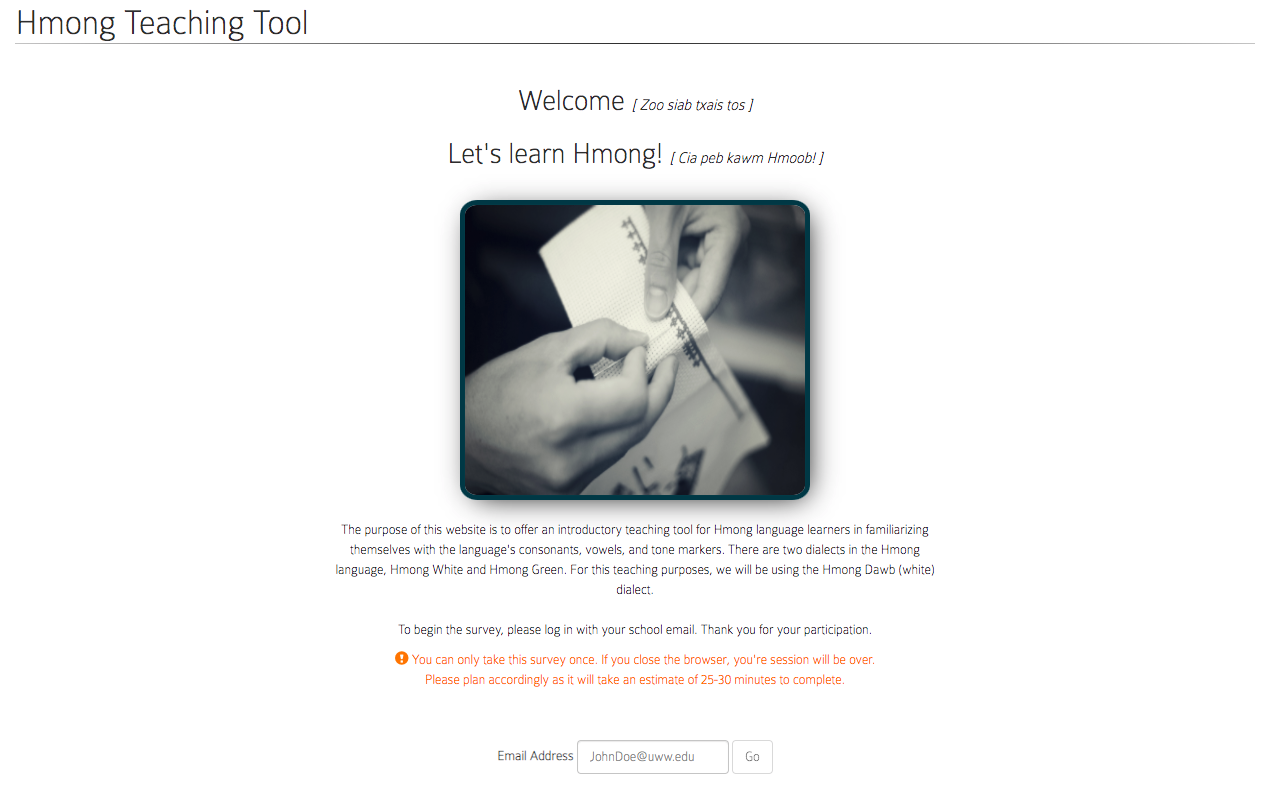 Hmong Teaching Tool
Welcome [ Zoo siab txais tos ]
Let's learn Hmong! [ Cia peb kawm Hmoob! ]
The purpose of this website is to offer an introductory teaching tool for Hmong language learners in familiarizing
themselves with the language's consonants, vowels, and tone markers. There are two dialects in the Hmong
language, Hmong White and Hmong Green. For this teaching purposes, we will be using the Hmong Dawb (white)
dialect.
To begin the survey, please log in with your school email. Thank you for your participation.
You can only take this survey once. If you close the browser, you're session will be over.
Please plan accordingly as it will take an estimate of 25-30 minutes to complete.
Email Address JohnDoe@uww.edu Go